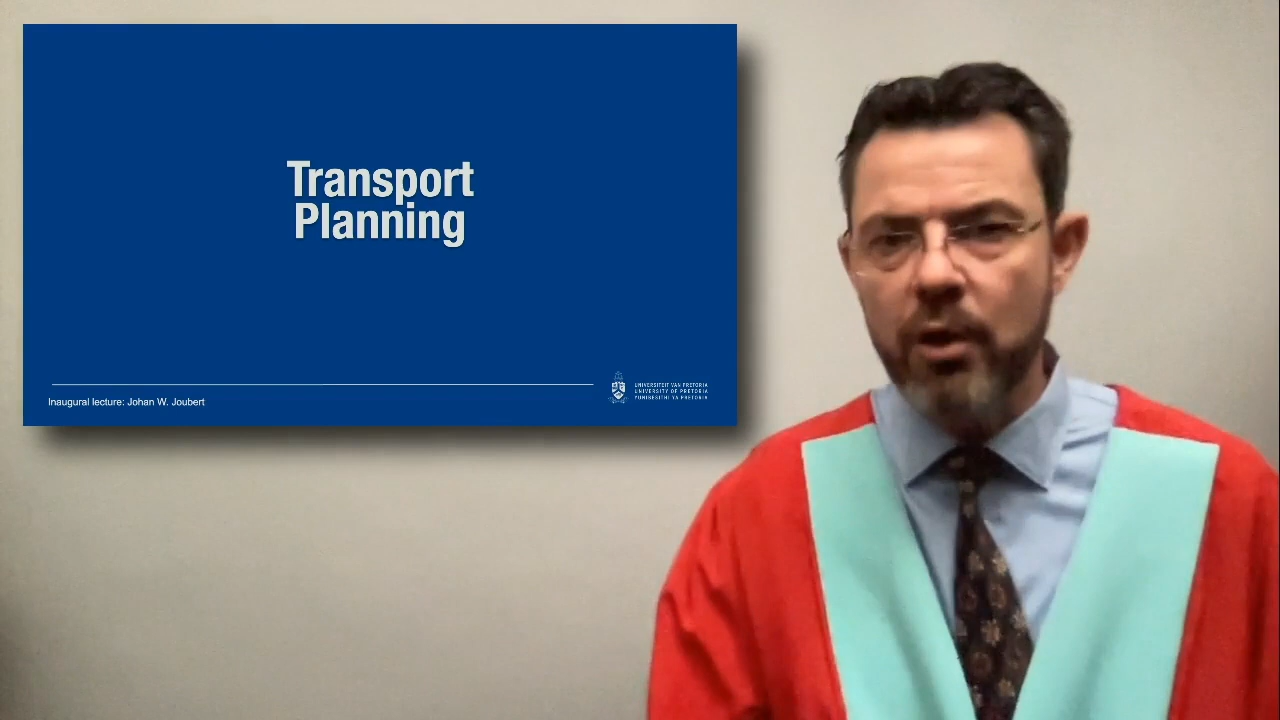 Transport
Planning
Inaugural lecture: Johan W. Joubert
UNIVERSITEIT VAN PRETORIA
UNIVERSITY OF PRETORIA
YUNIBESITHI YA PRETORIA